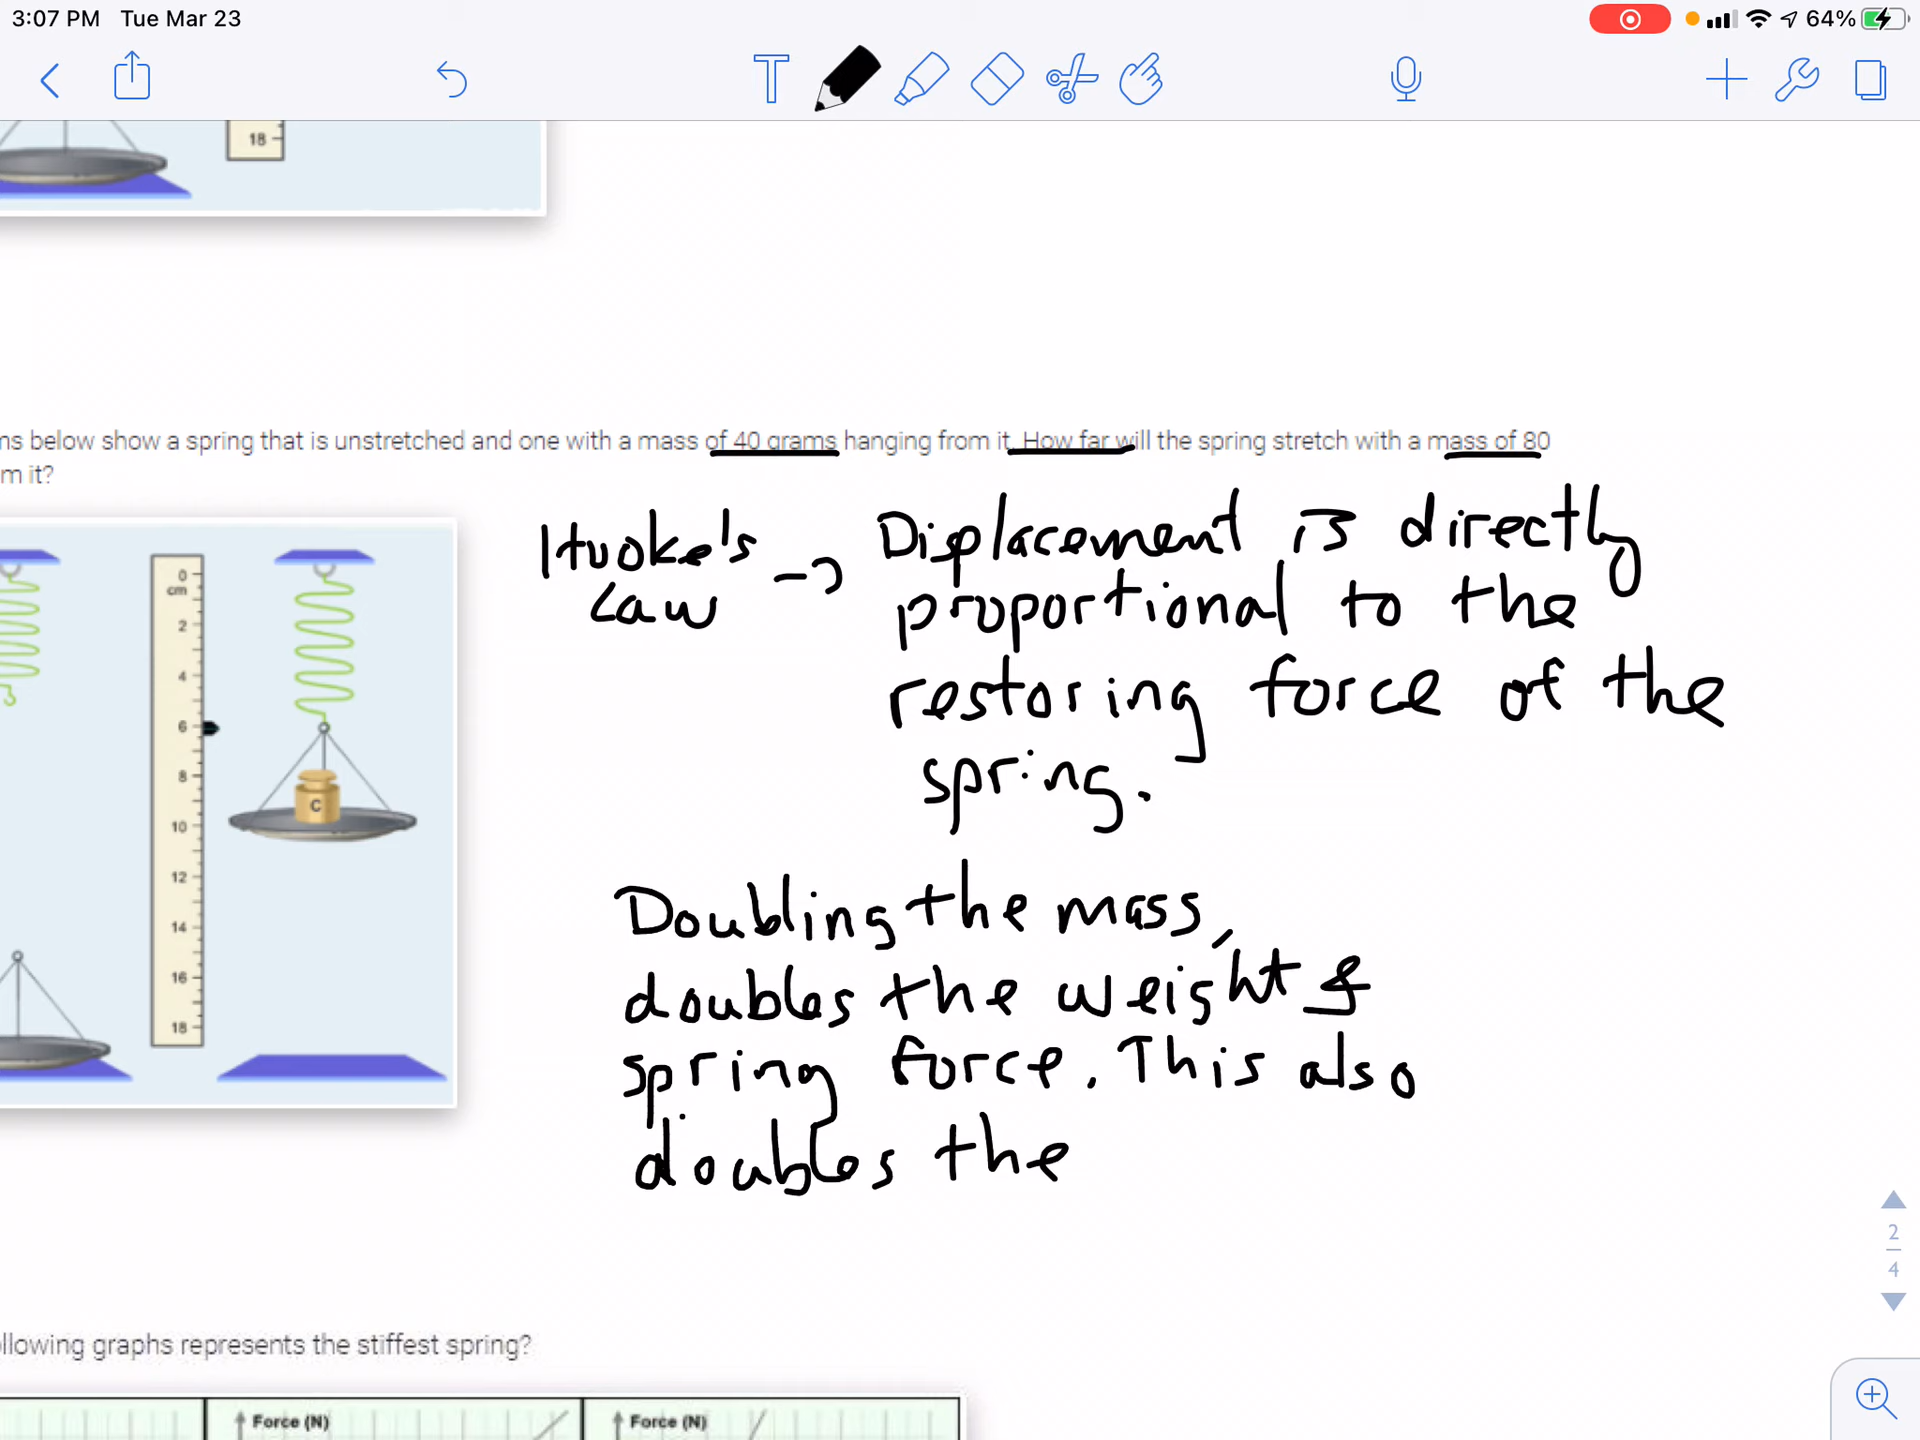 3:07 PM Tue Mar 23
64%
T
18
ms below show a spring that is unstretched and one with a mass of 40 grams hanging from it. How far will the spring stretch with a mass of 80
m it?
Hooke's → Displacement is directly
Law
proportional to the
restoring force of the
spring.
0
cm
2
4
6
8
10
12
14
16
18
C
Doubling the mass,
doubles the weight &
spring force. This also
doubles the
2
4
llowing graphs represents the stiffest spring?
Force (N)
Force (N)